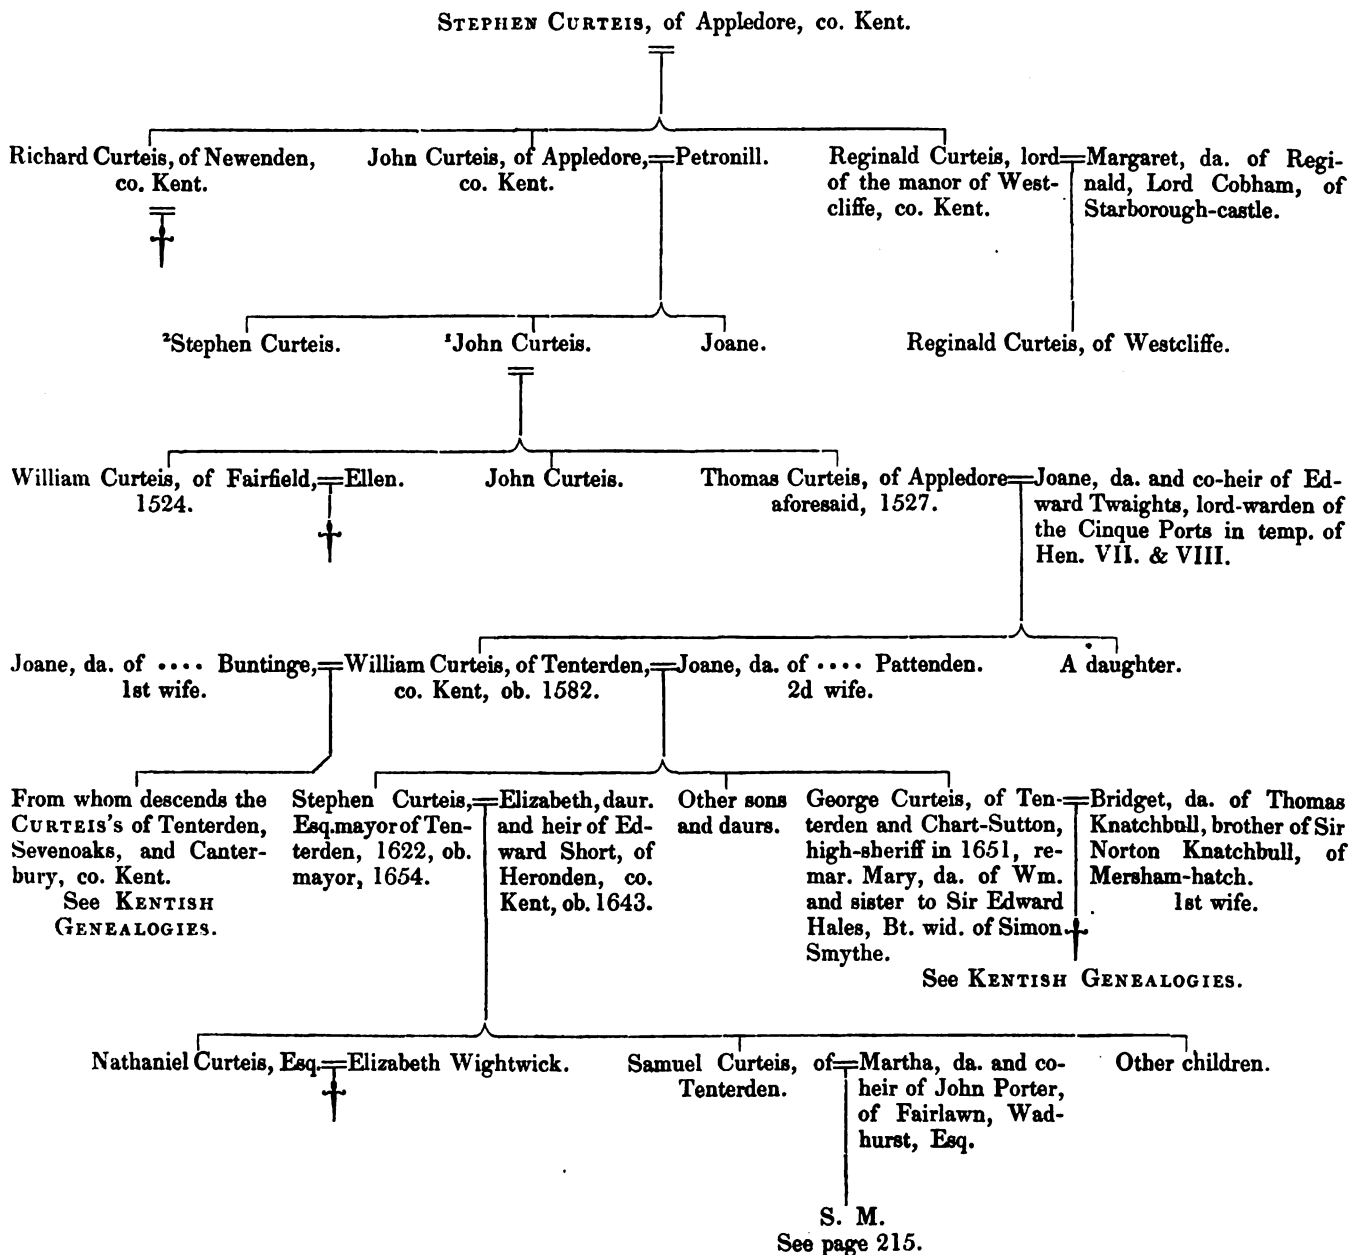 STEPHEN CURTEIS, of Appledore, co. Kent.
Richard Curteis, of Newenden,
co. Kent.
John Curteis, of Appledore,
co. Kent.
Petronill.
Reginald Curteis, lord
of the manor of West-
cliffe, co. Kent.
Margaret, da. of Regi-
nald, Lord Cobham, of
Starborough-castle.
²Stephen Curteis.
¹John Curteis.
Joane.
Reginald Curteis, of Westcliffe.
William Curteis, of Fairfield,
1524.
Ellen.
John Curteis.
Thomas Curteis, of Appledore
aforesaid, 1527.
Joane, da. and co-heir of Ed-
ward Twaights, lord-warden of
the Cinque Ports in temp. of
Hen. VII. & VIII.
Joane, da. of .... Buntinge,
1st wife.
William Curteis, of Tenterden,
co. Kent, ob. 1582.
Joane, da. of .... Pattenden.
2d wife.
A daughter.
From whom descends the
CURTEIS'S of Tenterden,
Sevenoaks, and Canter-
bury, co. Kent.
See KENTISH
GENEALOGIES.
Stephen Curteis,
Esq. mayor of Ten-
terden, 1622, ob.
mayor, 1654.
Elizabeth, daur.
and heir of Ed-
ward Short, of
Heronden, co.
Kent, ob. 1643.
Other sons
and daurs.
George Curteis, of Ten-
terden and Chart-Sutton,
high-sheriff in 1651, re-
mar. Mary, da. of Wm.
and sister to Sir Edward
Hales, Bt. wid. of Simon
Smythe.
Bridget, da. of Thomas
Knatchbull, brother of Sir
Norton Knatchbull, of
Mersham-hatch.
1st wife.
See KENTISH GENEALOGIES.
Nathaniel Curteis, Esq.
Elizabeth Wightwick.
Samuel Curteis, of
Tenterden.
Martha, da. and co-
heir of John Porter,
of Fairlawn, Wad-
hurst, Esq.
Other children.
S. M.
See page 215.